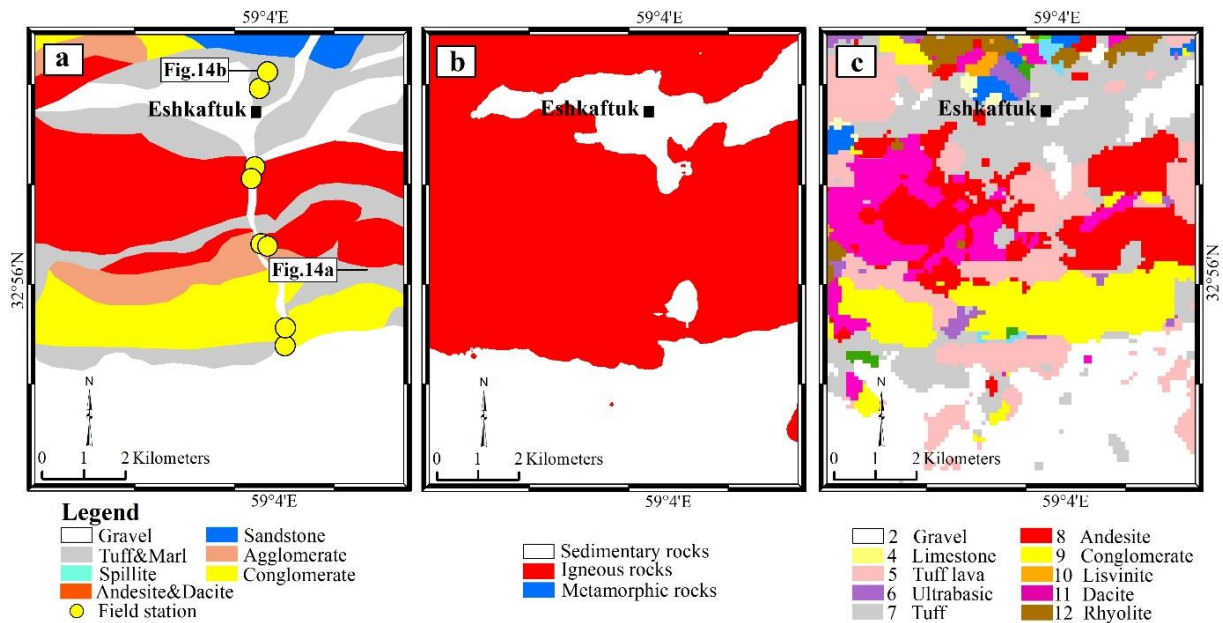 59°4'E
59°4'E
a
b
c
Fig.14b
Eshkaftuk
Eshkaftuk
Eshkaftuk
Fig.14a
32°56'N
32°56'N
N
N
N
0 1 2 Kilometers
0 1 2 Kilometers
0 1 2 Kilometers
59°4'E
59°4'E
59°4'E
Legend
Gravel
Tuff&Marl
Spillite
Andesite&Dacite
Field station
Sandstone
Agglomerate
Conglomerate
Sedimentary rocks
Igneous rocks
Metamorphic rocks
2 Gravel
4 Limestone
5 Tuff lava
6 Ultrabasic
7 Tuff
8 Andesite
9 Conglomerate
10 Lisvinite
11 Dacite
12 Rhyolite